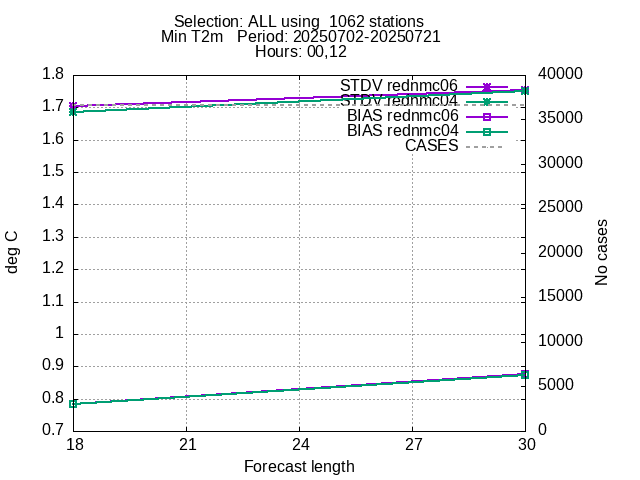 Selection: ALL using  1062 stations
Min T2m   Period: 20250702-20250721
Hours: 00,12
1.8
1.7
1.6
1.5
1.4
1.3
1.2
1.1
1
0.9
0.8
0.7
deg C
STDV rednmc06
STDV rednmc04
BIAS rednmc06
BIAS rednmc04
CASES
40000
35000
30000
25000
20000
15000
10000
5000
0
No cases
18 21 24 27 30
Forecast length